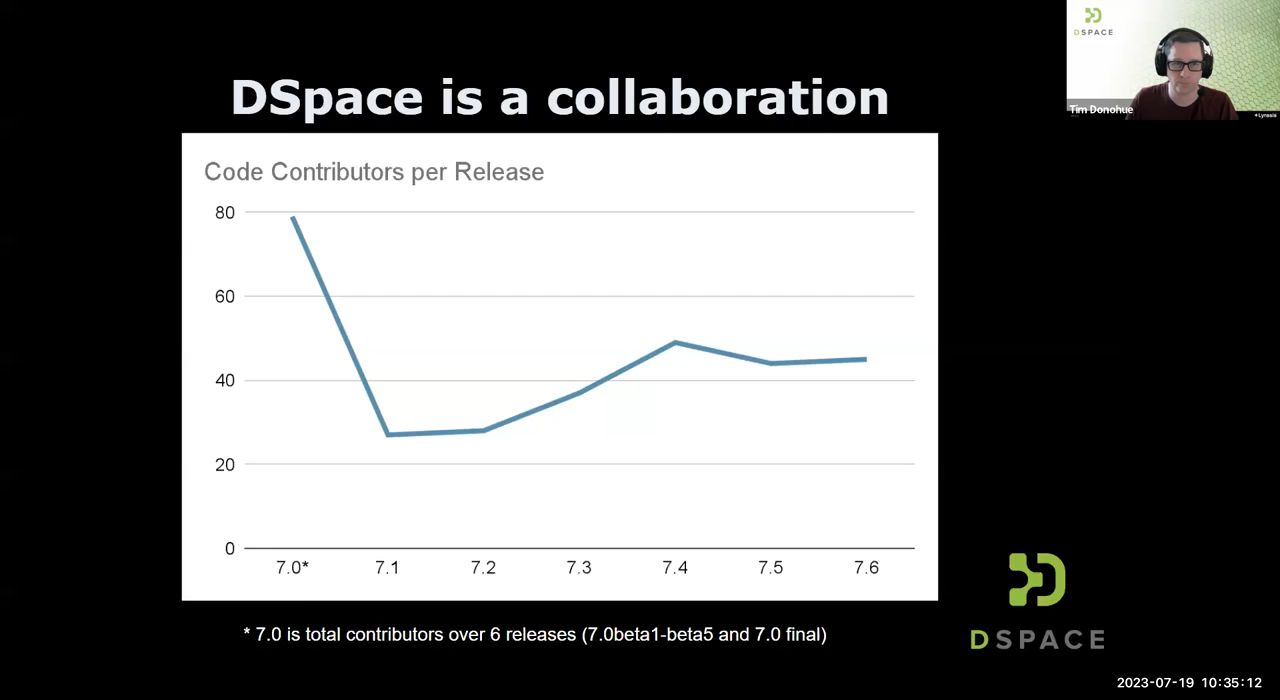 DSPACE
Tim Donohue
Lyrasis
DSpace is a collaboration
Code Contributors per Release
80
60
40
20
0
7.0* 7.1 7.2 7.3 7.4 7.5 7.6
* 7.0 is total contributors over 6 releases (7.0beta1-beta5 and 7.0 final)
DSPACE
2023-07-19 10:35:12